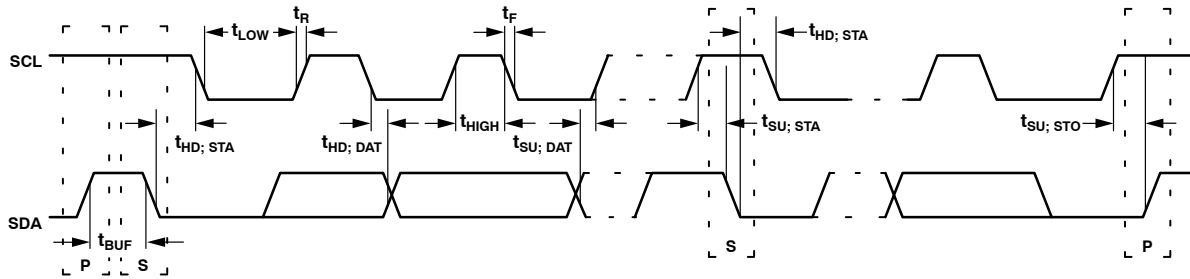 tR
tF
tLOW
tHD; STA
SCL
tHD; STA
tHD; DAT
tHIGH
tSU; DAT
tSU; STA
tSU; STO
SDA
tBUF
P
S
S
P